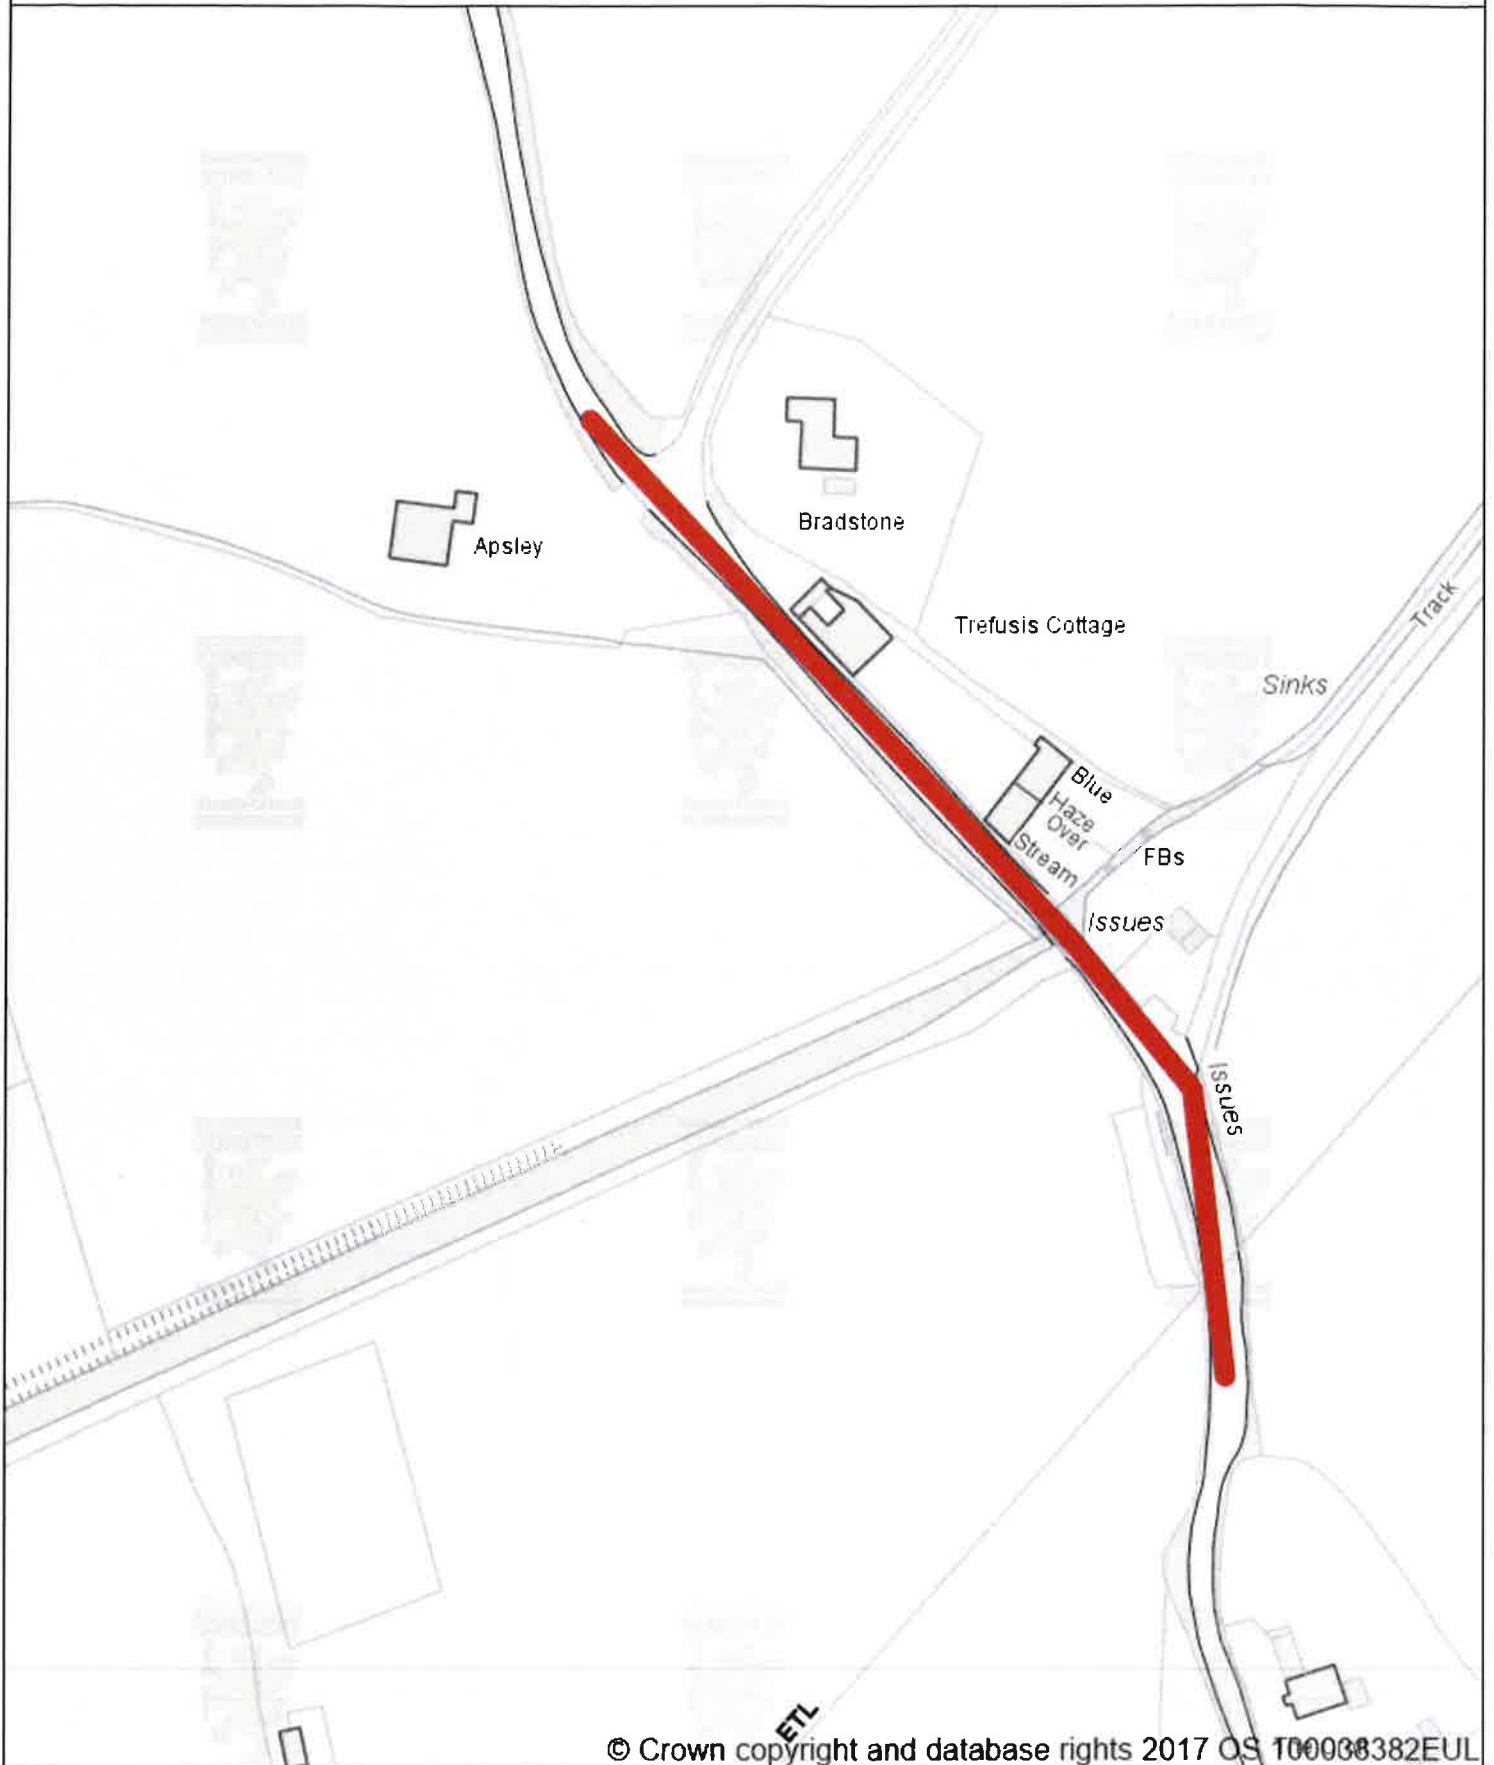 Bradstone
Apsley
Track
Trefusis Cottage
Sinks
Blue
Haze
Over
Stream
FBs
Issues
Issues
ETL
© Crown copyright and database rights 2017 OS 100038382EUL